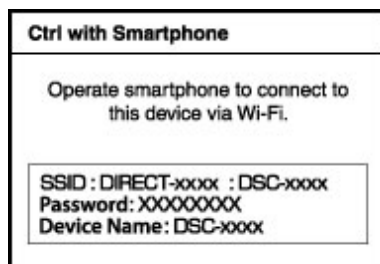 Ctrl with Smartphone
Operate smartphone to connect to
this device via Wi-Fi.
SSID : DIRECT-xxxx : DSC-xxxx
Password: XXXXXXXX
Device Name: DSC-xxxx